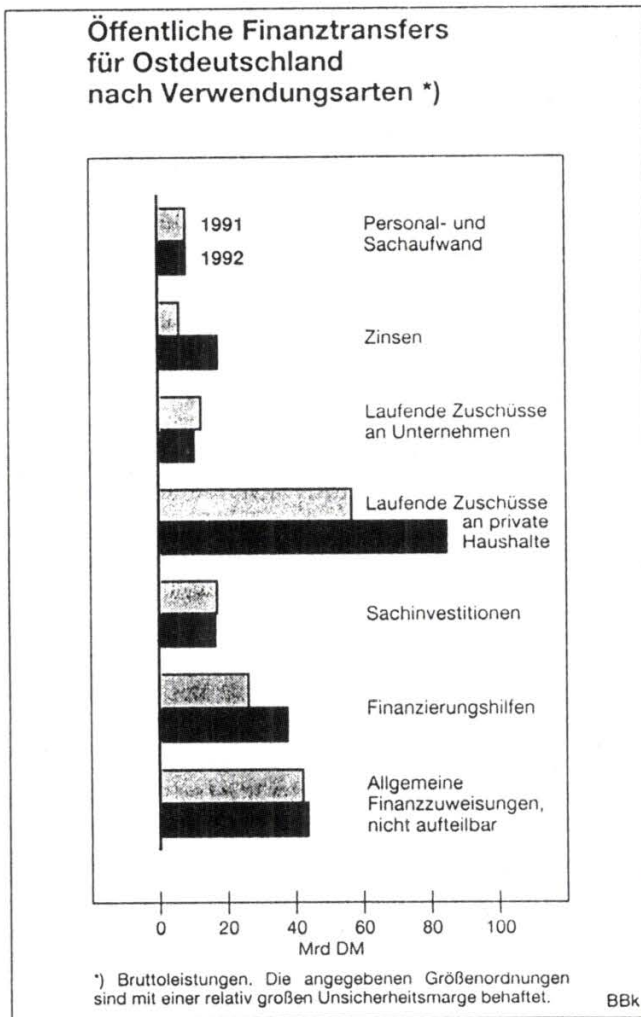 Öffentliche Finanztransfers
für Ostdeutschland
nach Verwendungsarten *)
1991
1992
Personal- und
Sachaufwand
Zinsen
Laufende Zuschüsse
an Unternehmen
Laufende Zuschüsse
an private
Haushalte
Sachinvestitionen
Finanzierungshilfen
Allgemeine
Finanzzuweisungen,
nicht aufteilbar
0 20 40 60 80 100
Mrd DM
*) Bruttoleistungen. Die angegebenen Größenordnungen
sind mit einer relativ großen Unsicherheitsmarge behaftet.
BBk